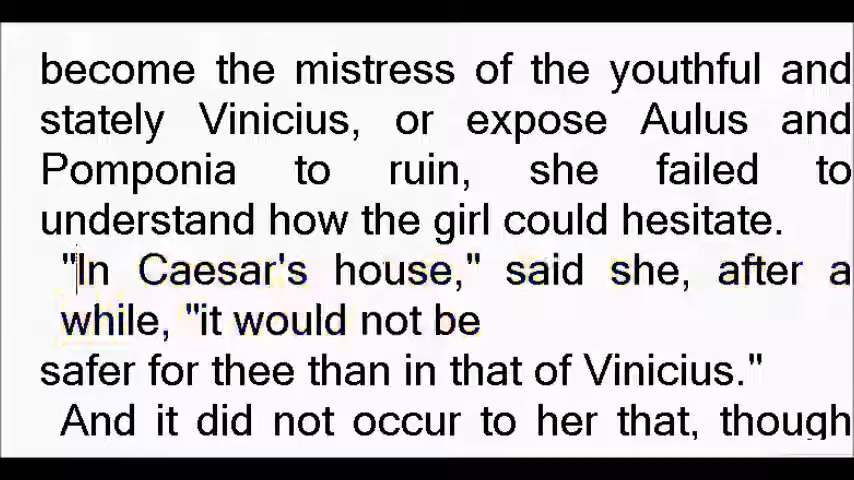 become the mistress of the youthful and
stately Vinicius, or expose Aulus and
Pomponia to ruin, she failed to
understand how the girl could hesitate.
"In Caesar's house," said she, after a
while, "it would not be
safer for thee than in that of Vinicius."
And it did not occur to her that, though